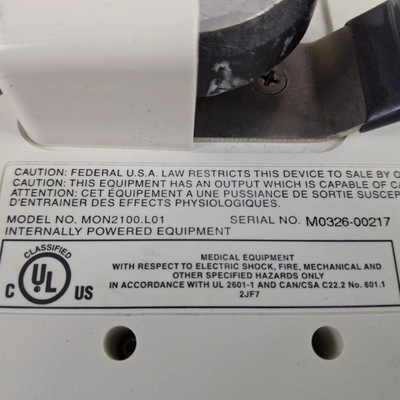 CAUTION: FEDERAL U.S.A. LAW RESTRICTS THIS DEVICE TO SALE BY O
CAUTION: THIS EQUIPMENT HAS AN OUTPUT WHICH IS CAPABLE OF CA
ATTENTION: CET ÉQUIPEMENT A UNE PUSSIANCE DE SORTIE SUSCEP
D'ENTRAINER DES EFFECTS PHYSIOLOGIQUES.
MODEL NO. MON2100.L01 SERIAL NO. M0326-00217
INTERNALLY POWERED EQUIPMENT
CLASSIFIED
C UL US
MEDICAL EQUIPMENT
WITH RESPECT TO ELECTRIC SHOCK, FIRE, MECHANICAL AND
OTHER SPECIFIED HAZARDS ONLY
IN ACCORDANCE WITH UL 2601-1 AND CAN/CSA C22.2 No. 601.1
2JF7